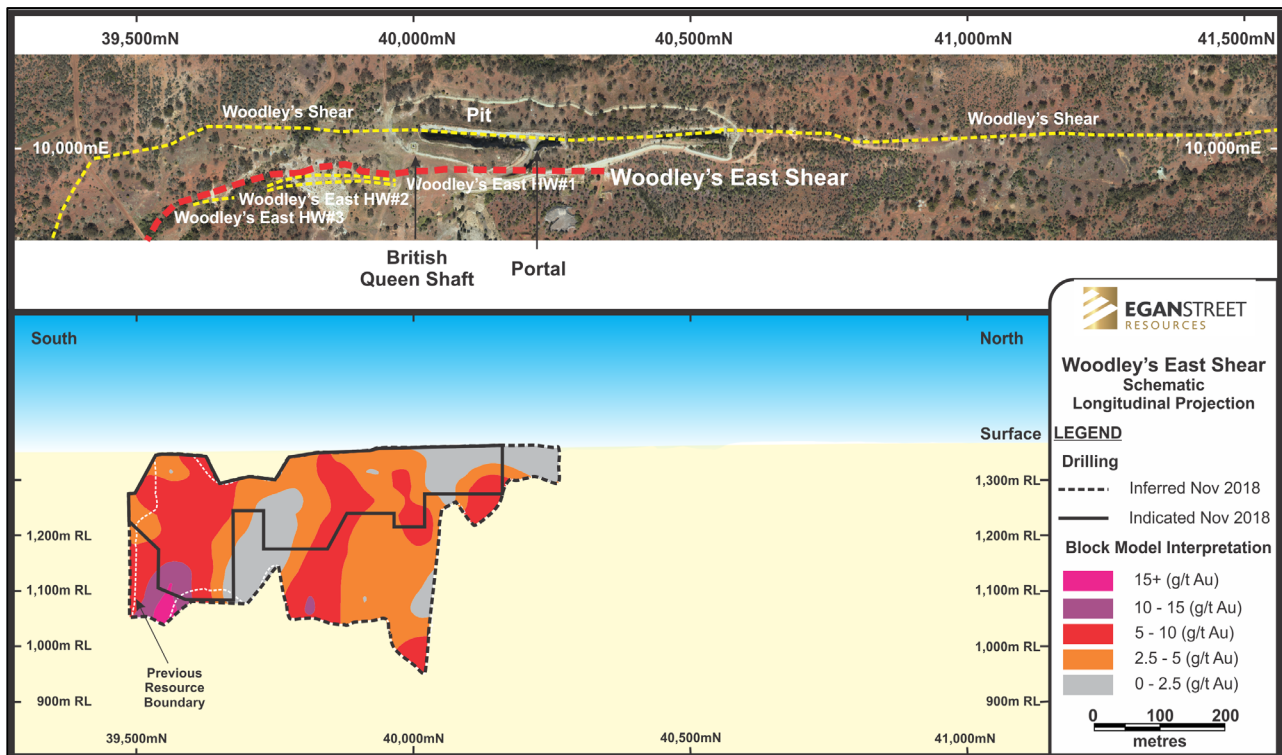 39,500mN 40,000mN 40,500mN 41,000mN 41,500mN
Woodley's Shear
Pit
Woodley's Shear
10,000mE
10,000mE
Woodley's East HW#1
Woodley's East Shear
Woodley's East HW#2
Woodley's East HW#3
British
Queen Shaft
Portal
EGANSTREET
RESOURCES
South
North
Woodley's East Shear
Schematic
Longitudinal Projection
Surface
LEGEND
Drilling
Inferred Nov 2018
Indicated Nov 2018
Block Model Interpretation
15+ (g/t Au)
10 - 15 (g/t Au)
5 - 10 (g/t Au)
2.5 - 5 (g/t Au)
0 - 2.5 (g/t Au)
0 100 200
metres
1,300m RL
1,200m RL
1,200m RL
1,100m RL
1,100m RL
1,000m RL
1,000m RL
900m RL
900m RL
Previous
Resource
Boundary
39,500mN 40,000mN 40,500mN 41,000mN